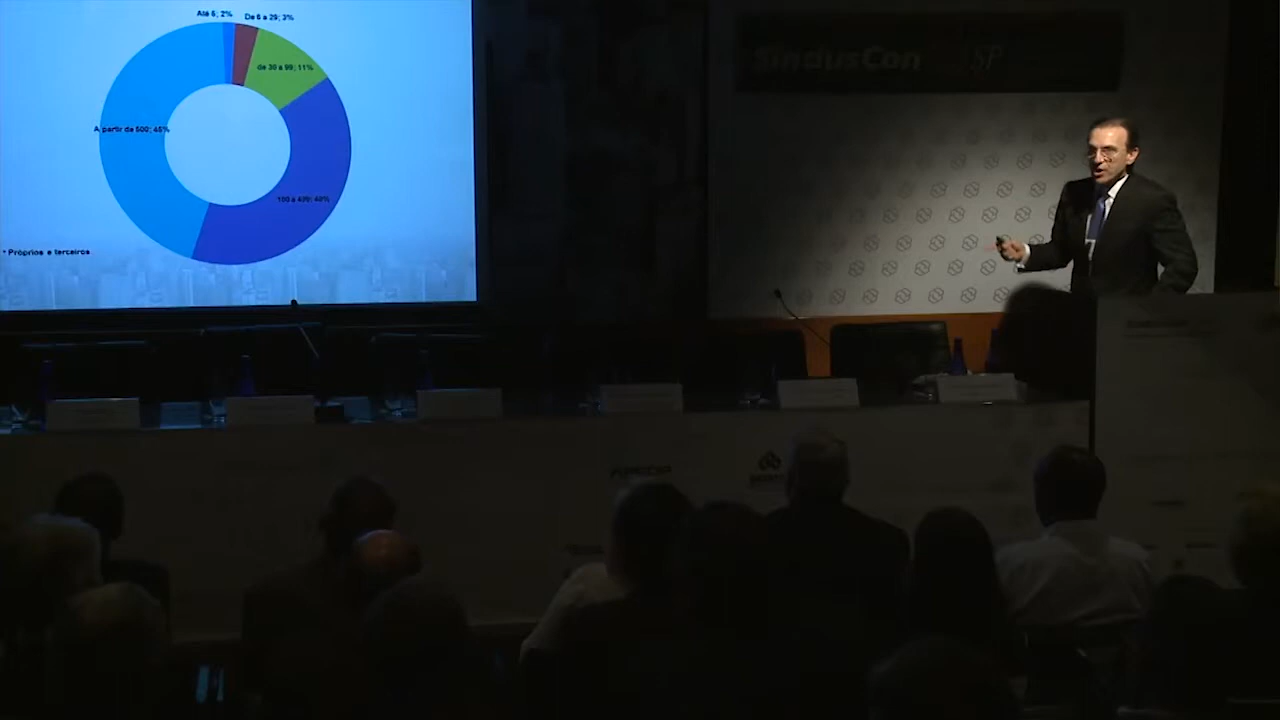 Até 5; 2%
De 6 a 29; 3%
de 30 a 99; 11%
A partir de 500; 45%
100 a 499; 40%
* Próprios e terceiros
SindusCon SP